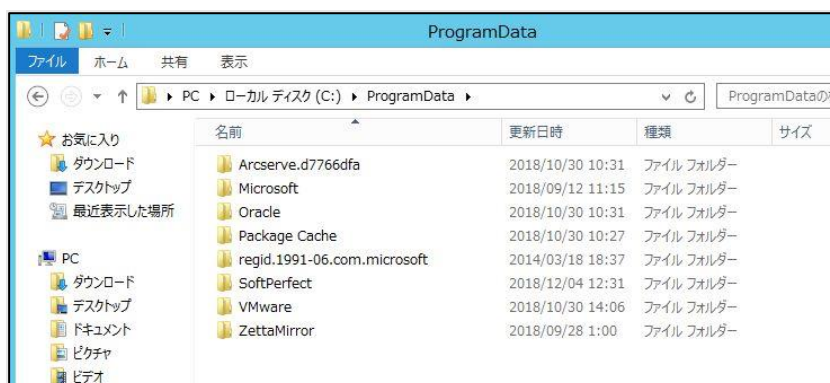 ProgramData
ファイル ホーム 共有 表示
PC ローカル ディスク (C:) ProgramData ProgramDataの
名前 更新日時 種類 サイズ
お気に入り
ダウンロード
デスクトップ
最近表示した場所
PC
ダウンロード
デスクトップ
ドキュメント
ピクチャ
ビデオ
Arcserve.d7766dfa 2018/10/30 10:31 ファイル フォルダー
Microsoft 2018/09/12 11:15 ファイル フォルダー
Oracle 2018/10/30 10:31 ファイル フォルダー
Package Cache 2018/10/30 10:27 ファイル フォルダー
regid.1991-06.com.microsoft 2014/03/18 18:37 ファイル フォルダー
SoftPerfect 2018/12/04 12:31 ファイル フォルダー
VMware 2018/10/30 14:06 ファイル フォルダー
ZettaMirror 2018/09/28 1:00 ファイル フォルダー